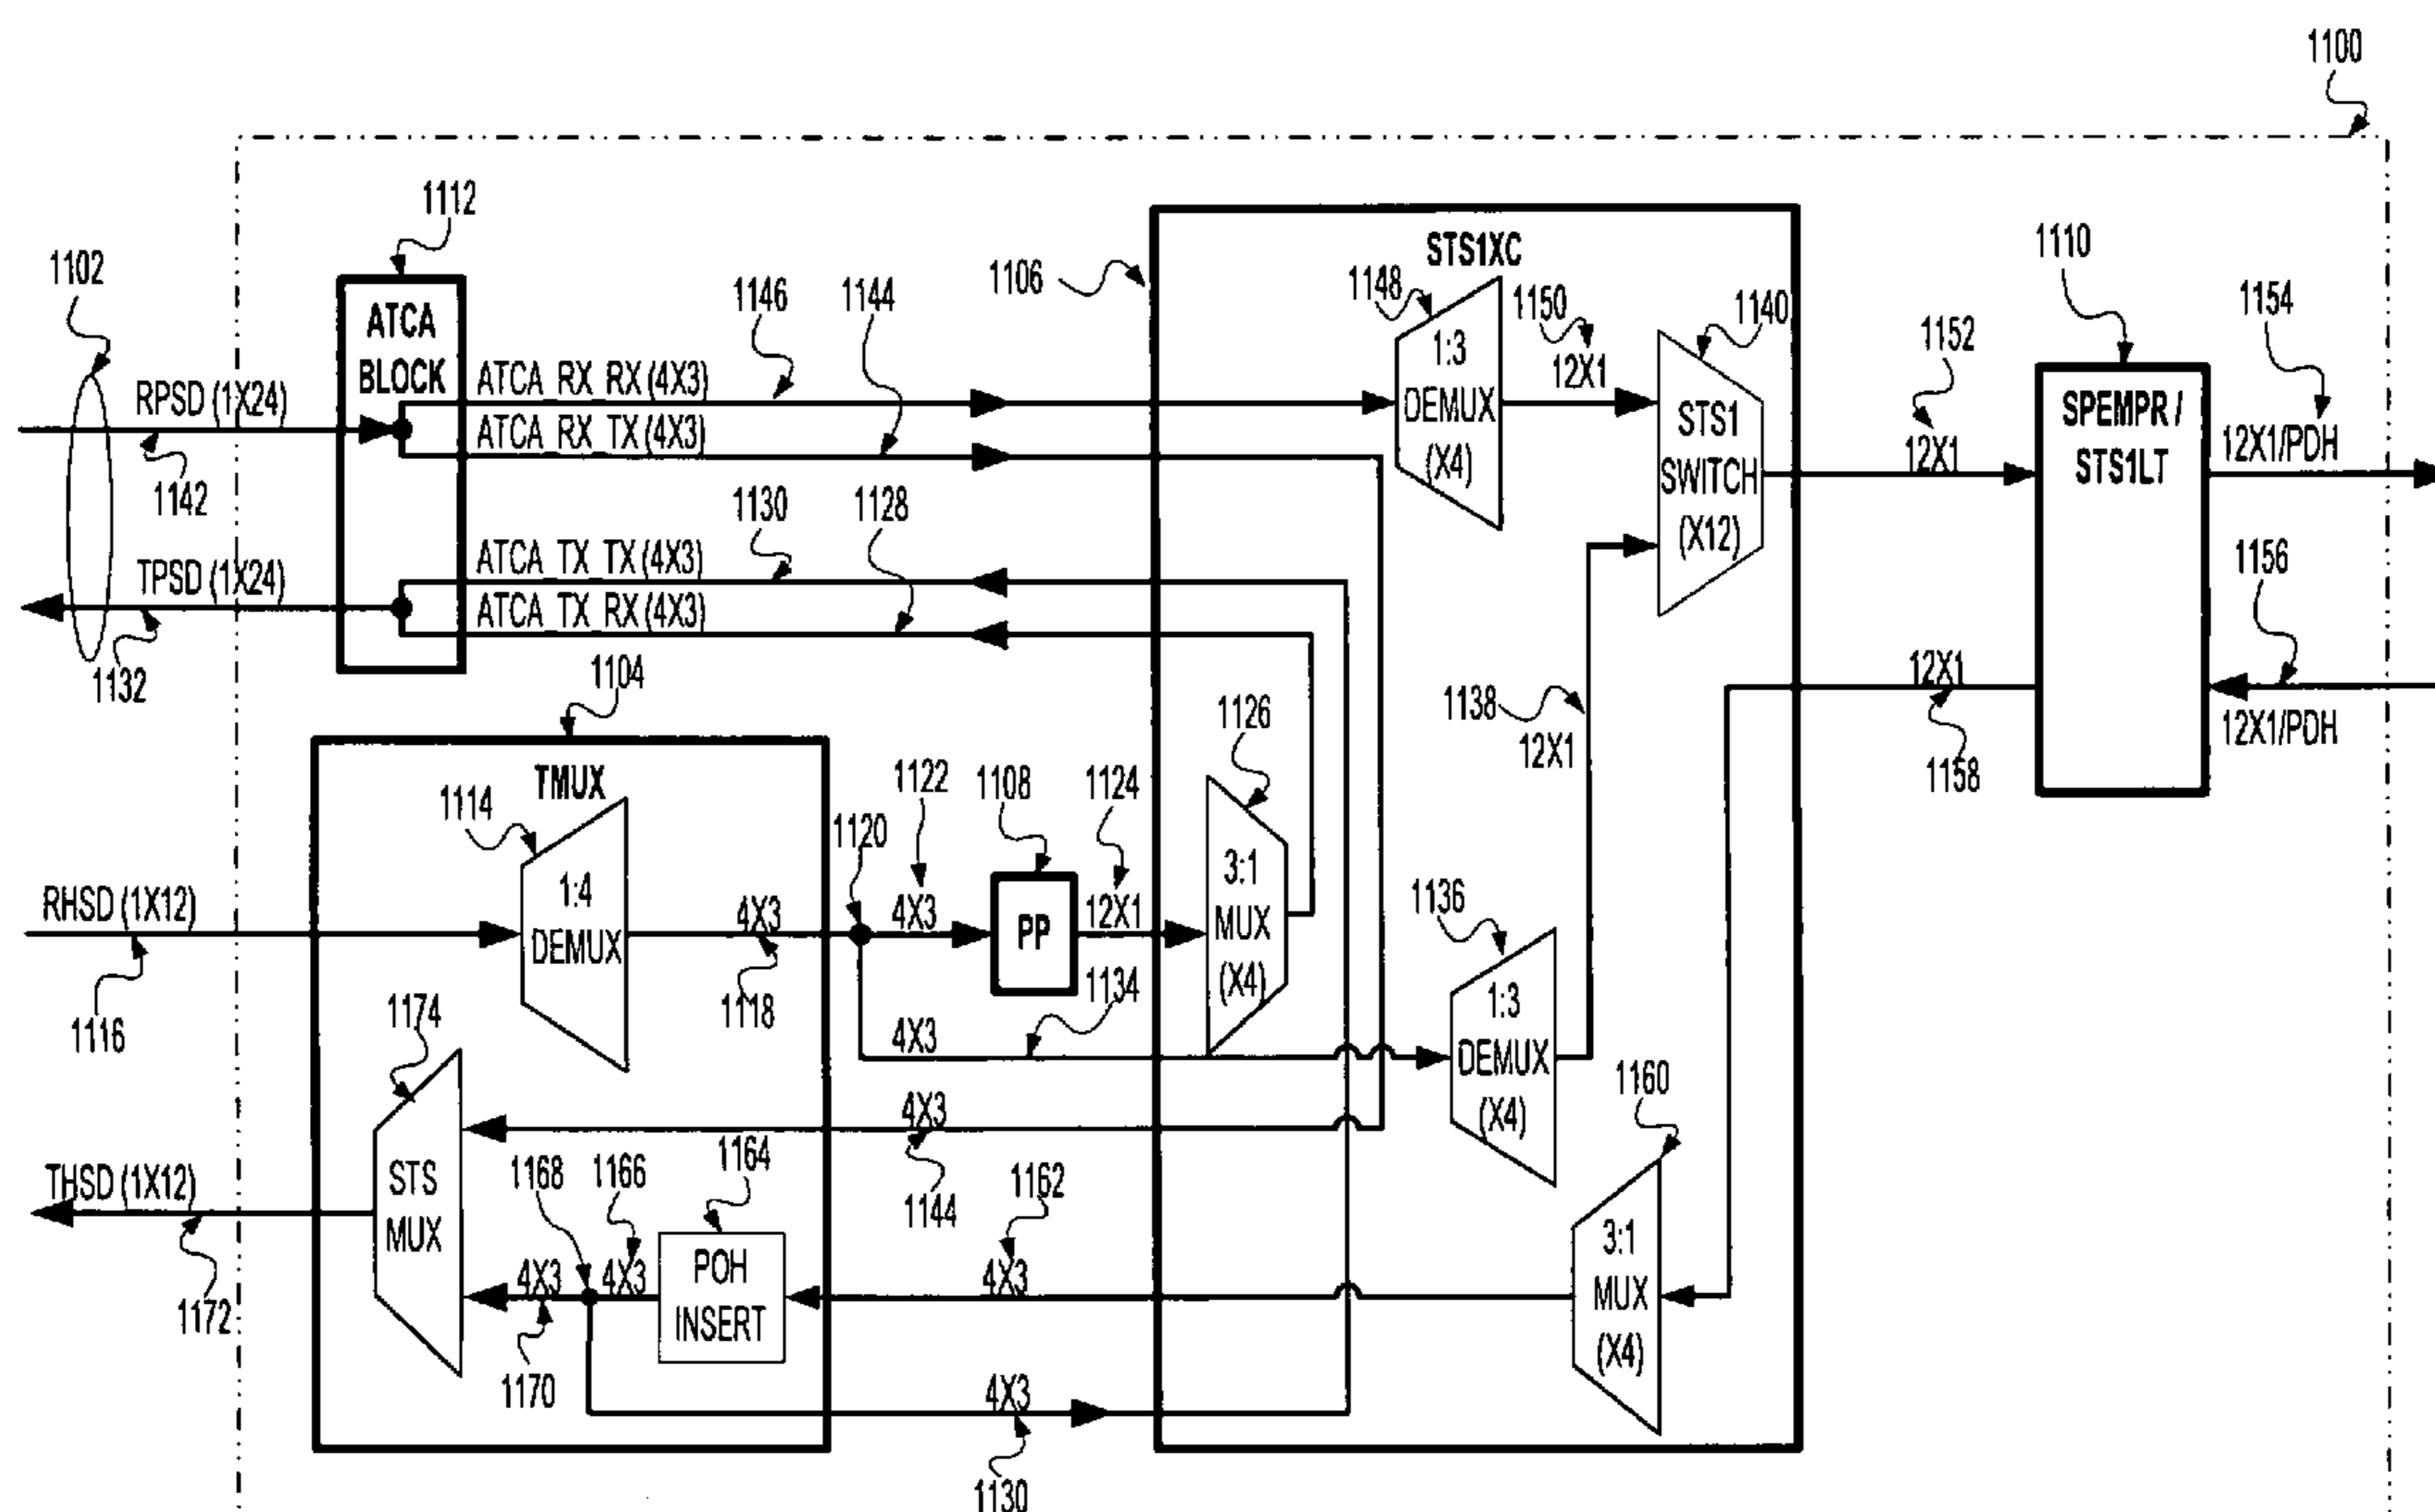 1100
1112
1102
ATCA
BLOCK
RPSD (1X24)
1142
TPSD (1X24)
1132
ATCA RX RX (4X3)
ATCA RX TX (4X3)
ATCA TX TX (4X3)
ATCA TX RX (4X3)
1146
1144
1130
1128
1106
STS1XC
1148
1:3
DEMUX
(X4)
1150
12X1
1140
STS1
SWITCH
(X12)
1152
12X1
1110
SPEMPR /
STS1LT
1154
12X1/PDH
1156
12X1/PDH
12X1
1158
1138
12X1
1104
TMUX
1114
1:4
DEMUX
RHSD (1X12)
1116
4X3
1118
1120
1122
4X3
1108
PP
1124
12X1
1126
3:1
MUX
(X4)
1134
4X3
1136
1:3
DEMUX
(X4)
1174
STS
MUX
THSD (1X12)
1172
4X3
1144
1168
1166
1164
4X3
4X3
1170
POH
INSERT
1162
4X3
1160
3:1
MUX
(X4)
4X3
1130